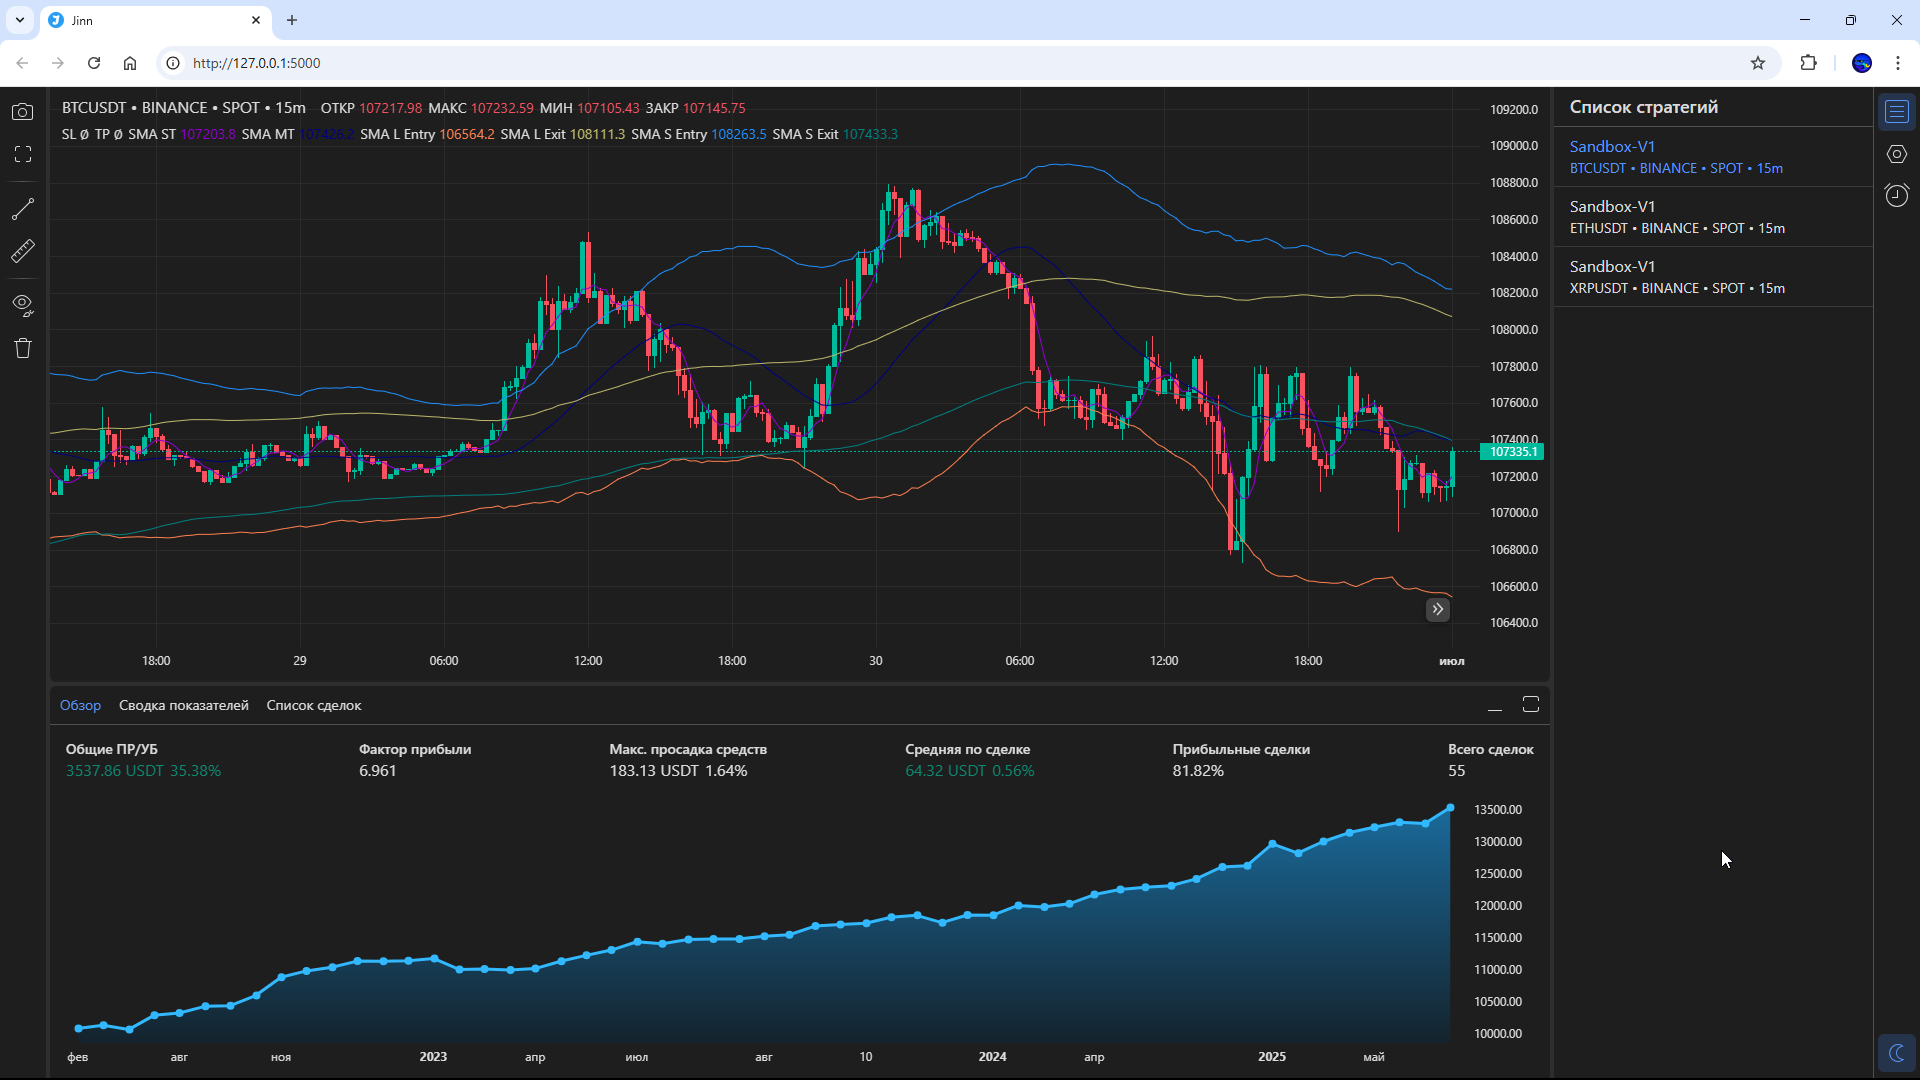 Jinn
http://127.0.0.1:5000
BTCUSDT • BINANCE • SPOT • 15m ОТКР 107217.98 МАКС 107232.59 МИН 107105.43 ЗАКР 107145.75
SL Ø TP Ø SMA ST 107203.8 SMA MT 107426.2 SMA L Entry 106564.2 SMA L Exit 108111.3 SMA S Entry 108263.5 SMA S Exit 107433.3
109200.0
109000.0
108800.0
108600.0
108400.0
108200.0
108000.0
107800.0
107600.0
107400.0
107335.1
107200.0
107000.0
106800.0
106600.0
106400.0
18:00 29 06:00 12:00 18:00 30 06:00 12:00 18:00 июл
Список стратегий
Sandbox-V1
BTCUSDT • BINANCE • SPOT • 15m
Sandbox-V1
ETHUSDT • BINANCE • SPOT • 15m
Sandbox-V1
XRPUSDT • BINANCE • SPOT • 15m
Обзор Сводка показателей Список сделок
Общие ПР/УБ Фактор прибыли Макс. просадка средств Средняя по сделке Прибыльные сделки Всего сделок
3537.86 USDT 35.38% 6.961 183.13 USDT 1.64% 64.32 USDT 0.56% 81.82% 55
13500.00
13000.00
12500.00
12000.00
11500.00
11000.00
10500.00
10000.00
фев авг ноя 2023 апр июл авг 10 2024 апр 2025 май